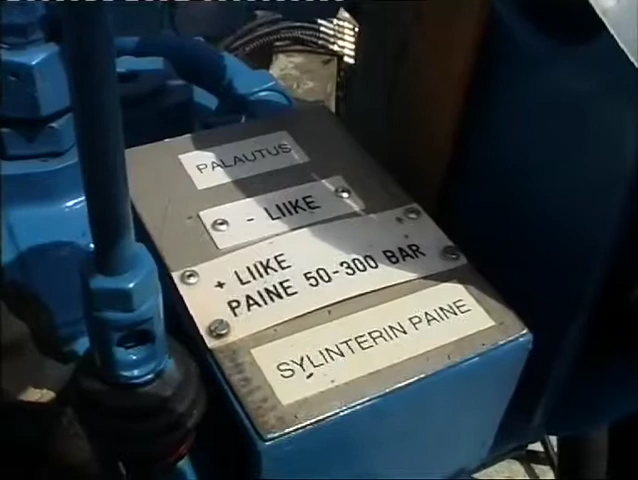 PALAUTUS
- LIIKE
+ LIIKE
PAINE 50-300 BAR
SYLINTERIN PAINE